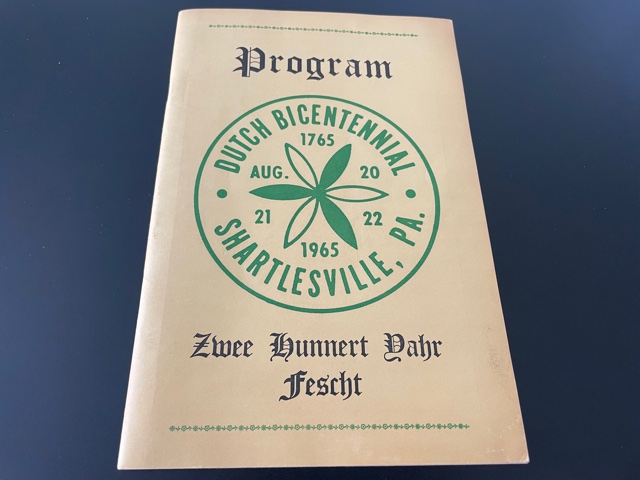 Program
DUTCH BICENTENNIAL
1765
AUG. 20
21 22
1965
SHARTLESVILLE, PA.
Zwee Hunnert Yahr
Fescht